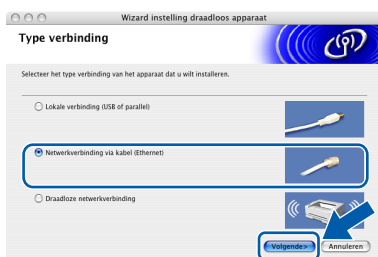 Wizard instelling draadloos apparaat
Type verbinding
Selecteer het type verbinding van het apparaat dat u wilt installeren.
Lokale verbinding (USB of parallel)
Netwerkverbinding via kabel (Ethernet)
Draadloze netwerkverbinding
Volgende>
Annuleren